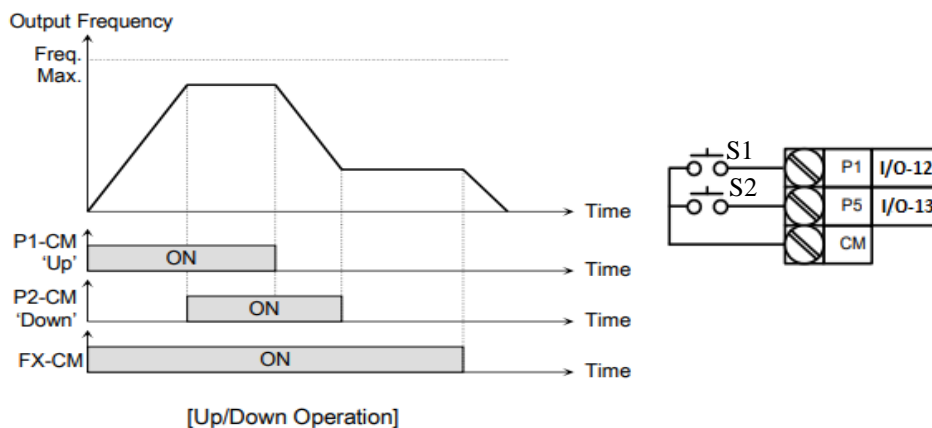 Output Frequency
Freq.
Max.
Time
P1-CM
‘Up’
ON
Time
P2-CM
‘Down’
ON
Time
FX-CM
ON
Time
[Up/Down Operation]
S1
P1 I/O-12
S2
P5 I/O-13
CM